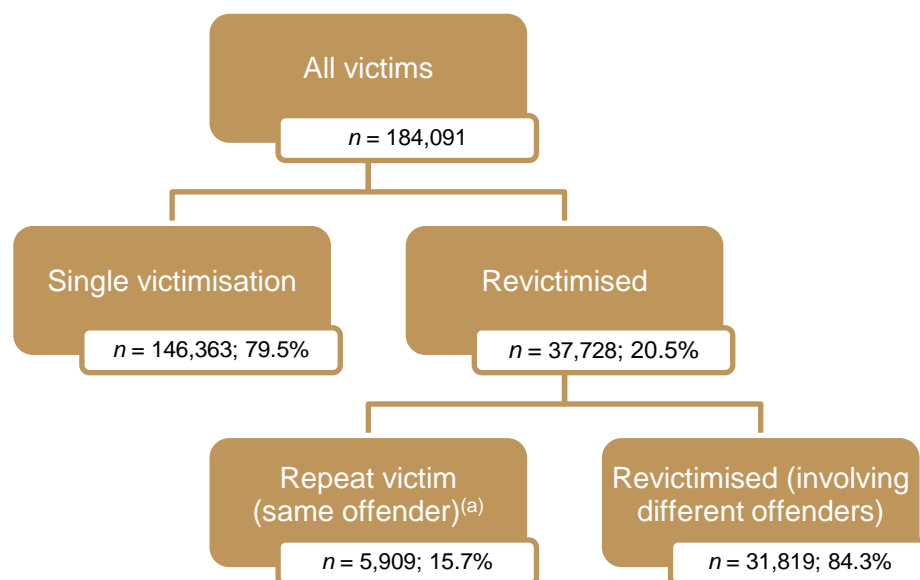 All victims
n = 184,091
Single victimisation
n = 146,363; 79.5%
Revictimised
n = 37,728; 20.5%
Repeat victim
(same offender)(a)
n = 5,909; 15.7%
Revictimised (involving
different offenders)
n = 31,819; 84.3%